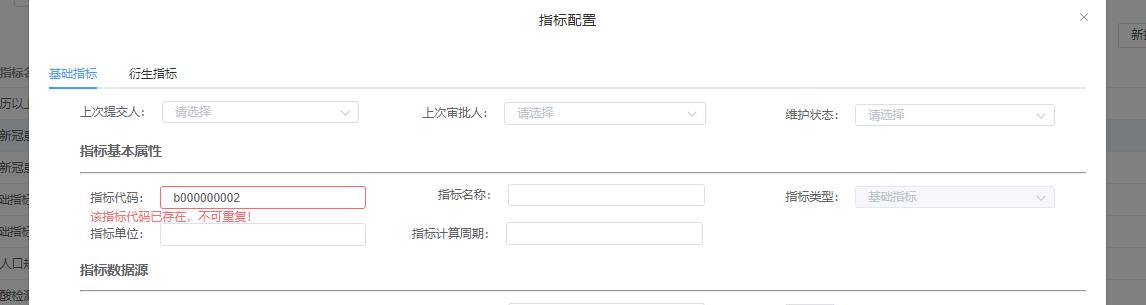 指标配置
×
新
指标名
基础指标 衍生指标
历以上
上次提交人： 请选择 上次审批人： 请选择 维护状态： 请选择
新冠
指标基本属性
新冠
指标代码： b000000002 指标名称： 指标类型： 基础指标
础指标
该指标代码已存在，不可重复！
指标单位： 指标计算周期：
础指标
人口规
指标数据源
酸检测